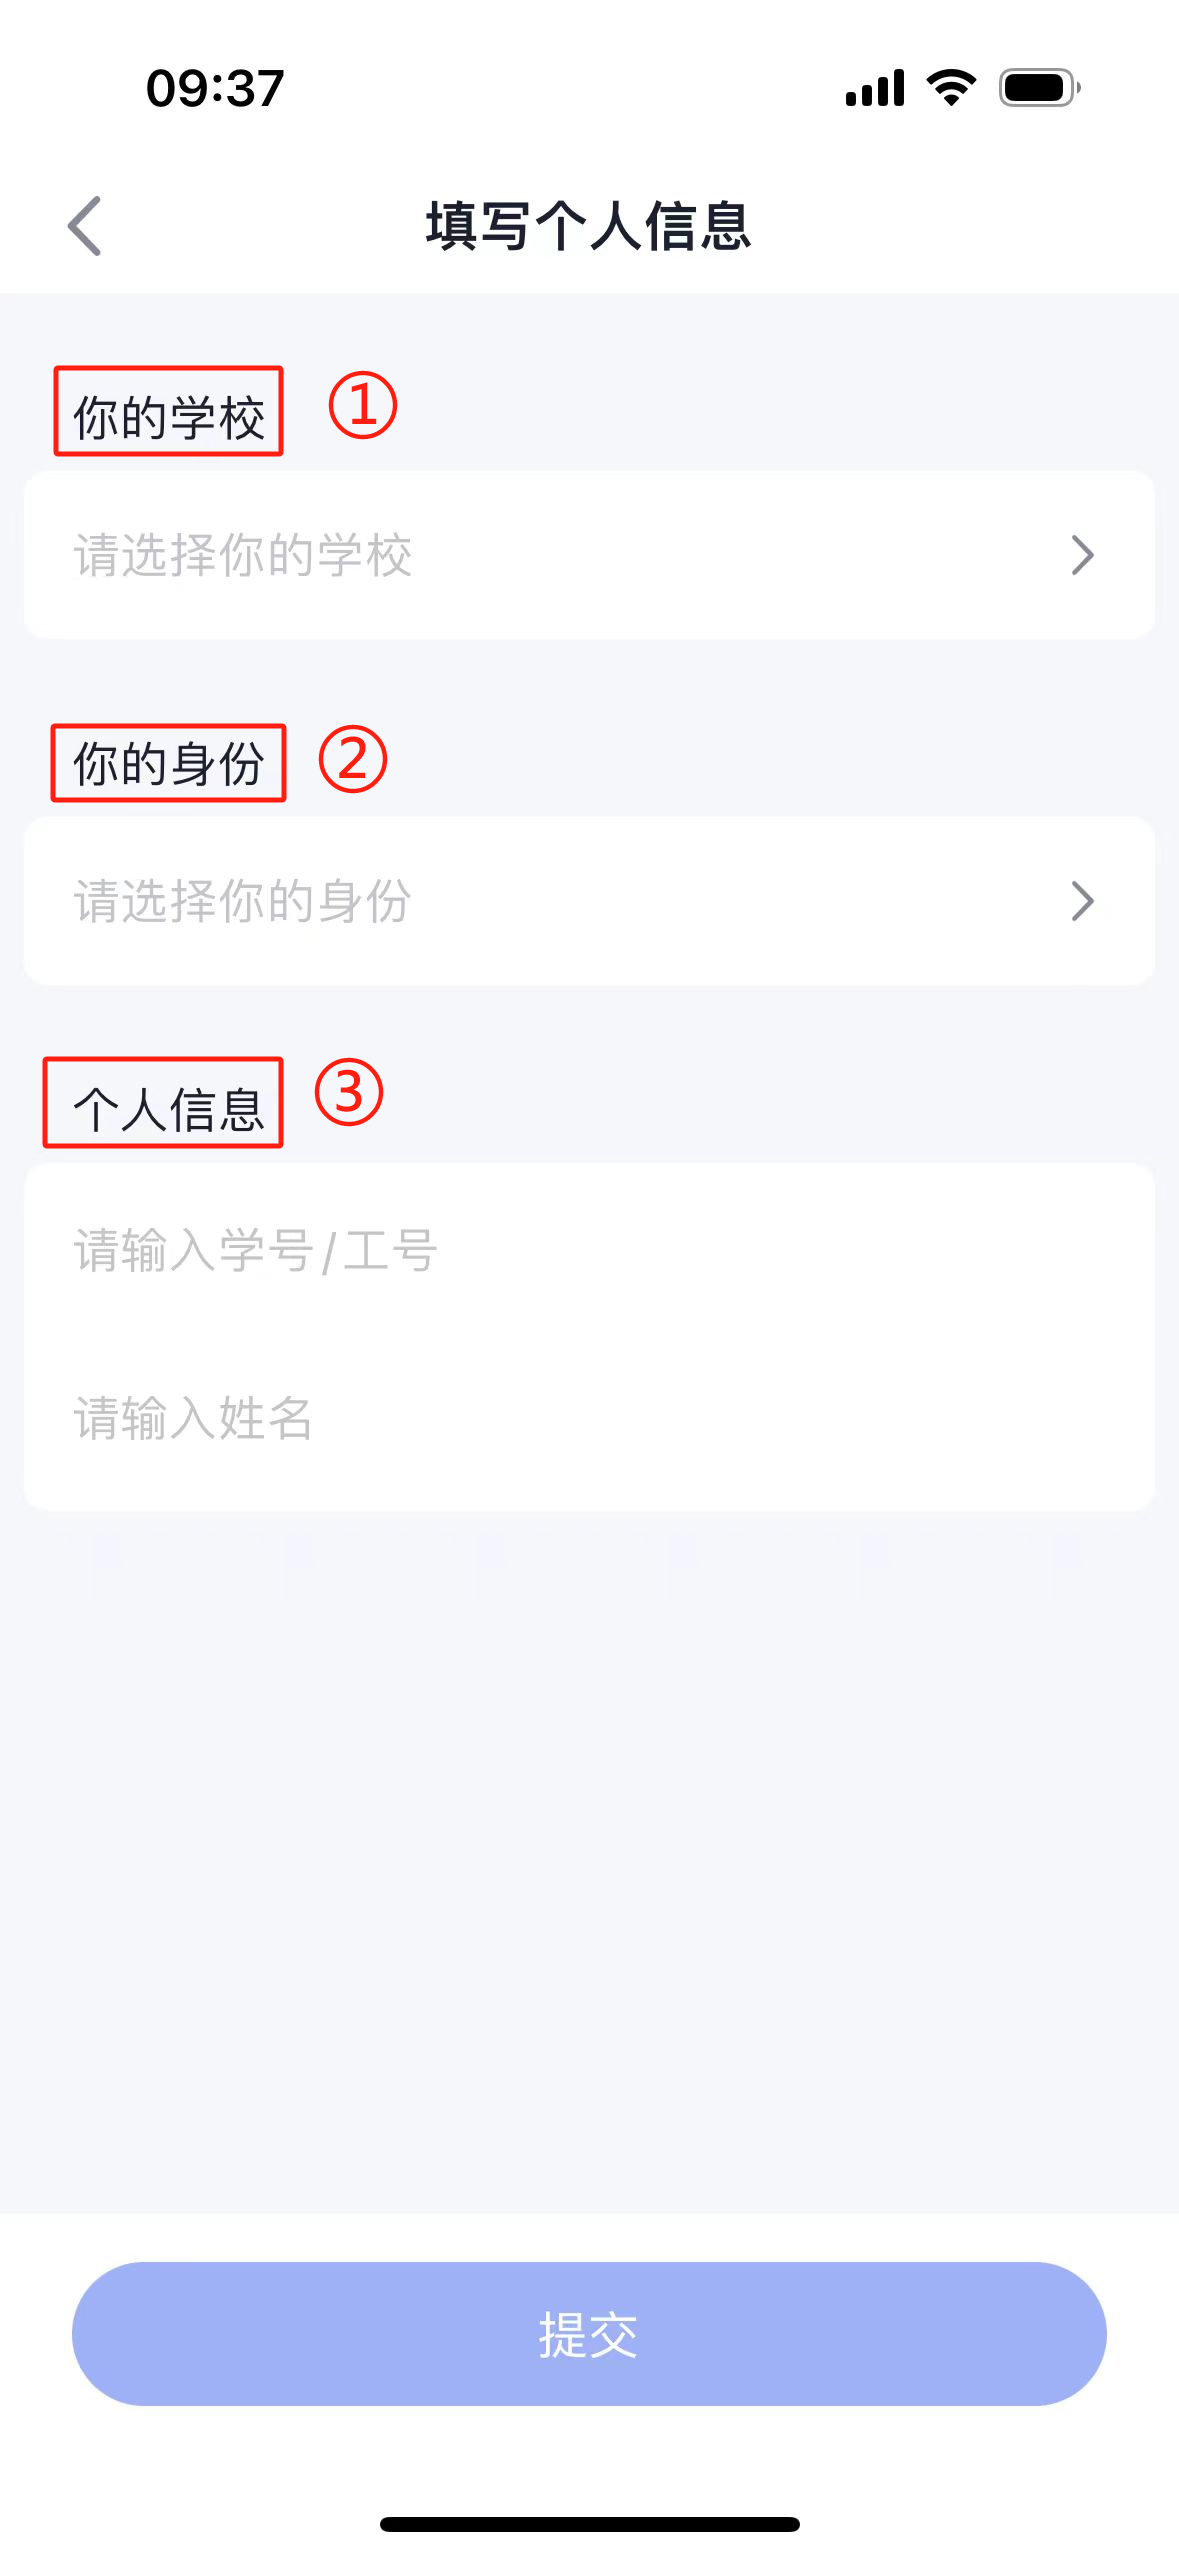 09:37
填写个人信息
你的学校 ①
请选择你的学校
你的身份 ②
请选择你的身份
个人信息 ③
请输入学号/工号
请输入姓名
提交